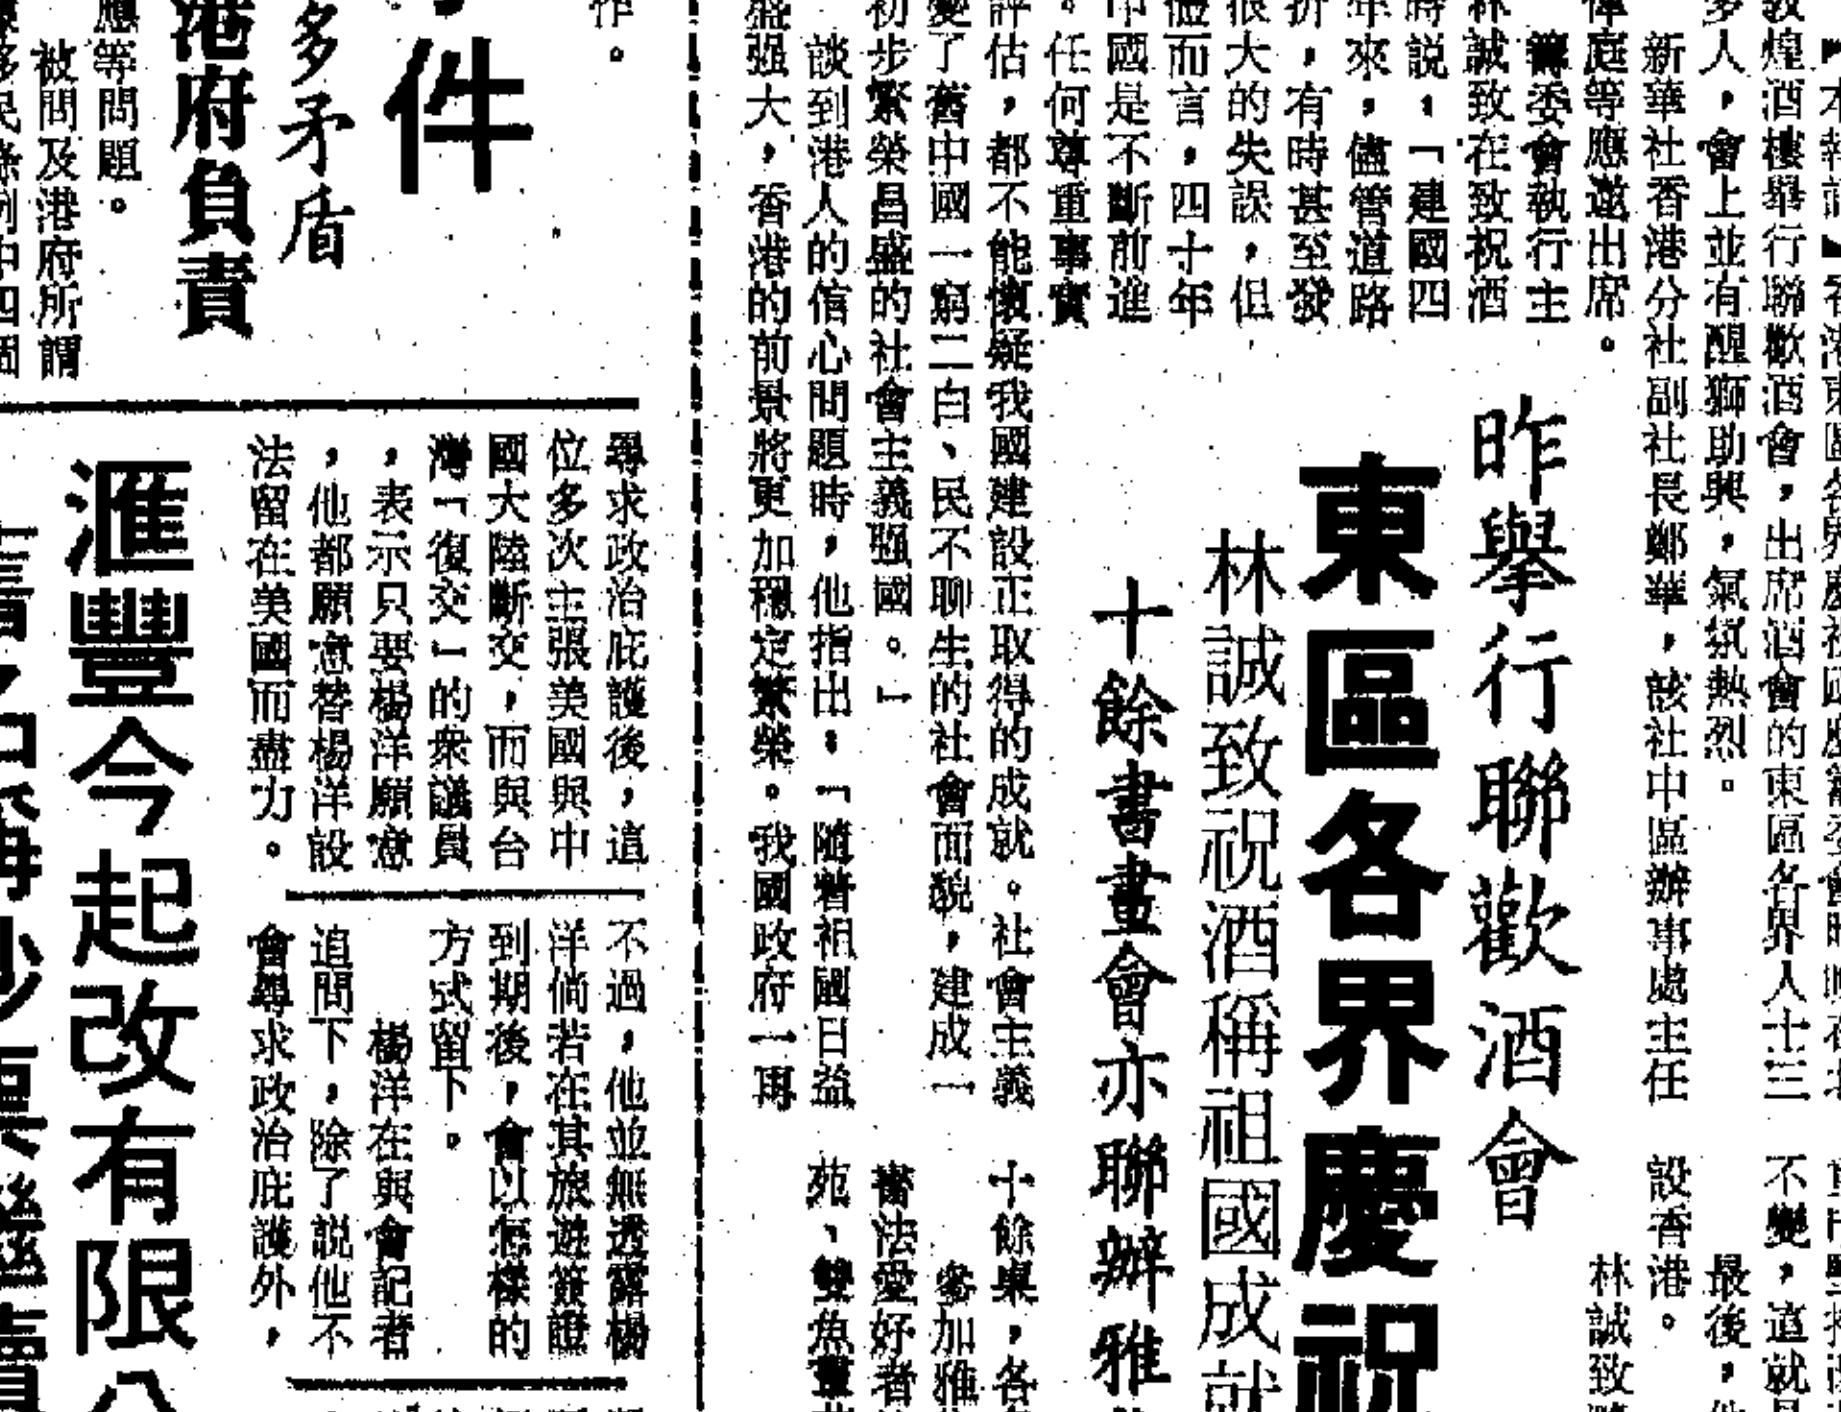 敦煌酒樓舉行聯歡酒會，出席酒會的東區各界人士三
多人，會上並有醒獅助興，氣氛熱烈。
新華社香港分社副社長鄭華，該社中區辦事處主任
庭等應邀出席。
籌委會執行主
林誠致在致祝酒
時說：「建國四
年來，儘管道路
折，有時甚至發
很大的失誤，但
體而言，四十年
中國是不斷前進
。任何尊重事實
評估，都不能懷疑我國建設正取得的成就。社會主義
變了舊中國一窮二白、民不聊生的社會面貌，建成一
初步繁榮昌盛的社會主義強國。」
談到港人的信心問題時，他指出：「隨着祖國日益
盛强大，香港的前景將更加穩定繁榮。我國政府一再
昨舉行聯歡酒會
東區各界慶祝
林誠致祝酒稱祖國成就
十餘書畫會亦聯辦雅
不變，這就是
最後，他
設香港。
林誠致
十餘桌，各
參加雅
書法愛好者
苑、雙魚畫
作。
件
多矛盾
港府負責
應等問題。
被問及港府所謂
尋求政治庇護後，這
位多次主張美國與中
國大陸斷交，而與台
灣「復交」的衆議員
，表示只要楊洋願意
，他都願意替楊洋設
法留在美國而盡力。
不過，他並無透露楊
洋倘若在其旅遊簽證
到期後，會以怎樣的
方式留下。
楊洋在與會記者
追問下，除了說他不
會尋求政治庇護外，
滙豐今起改有限公